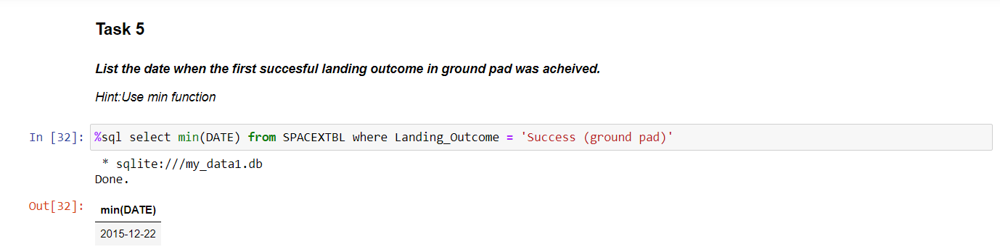 Task 5
List the date when the first succesful landing outcome in ground pad was acheived.
Hint:Use min function
In [32]: %sql select min(DATE) from SPACEXTBL where Landing_Outcome = 'Success (ground pad)'
* sqlite:///my_data1.db
Done.
Out[32]: min(DATE)
2015-12-22